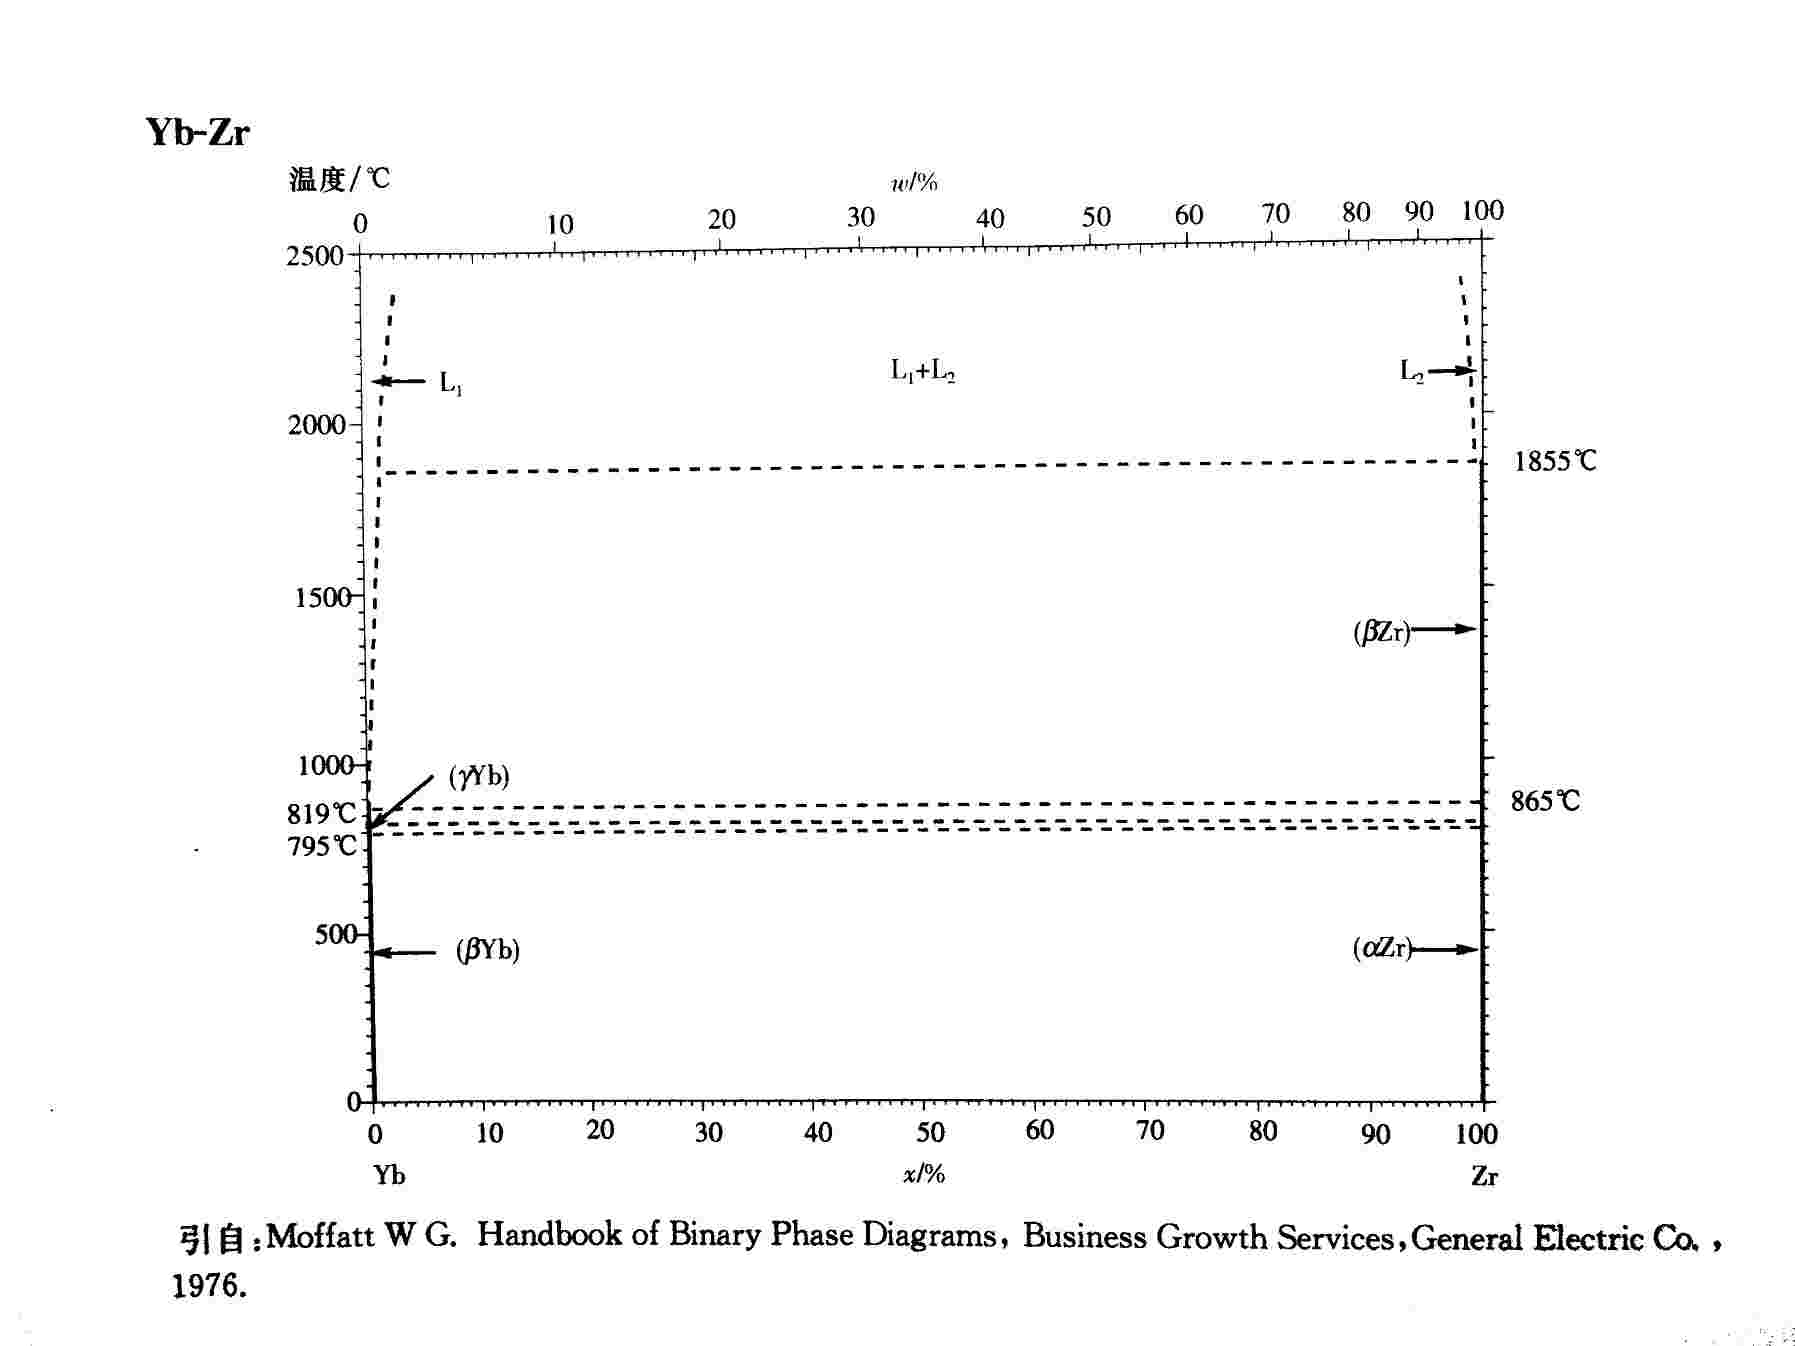 Yb-Zr
温度/℃
w/%
0 10 20 30 40 50 60 70 80 90 100
2500
L₁ L₁+L₂ L₂
2000
1855℃
1500
(βZr)
1000 (γYb)
819℃ 865℃
795℃
500 (βYb) (αZr)
0
0 10 20 30 40 50 60 70 80 90 100
Yb x/% Zr
引自:Moffatt W G. Handbook of Binary Phase Diagrams, Business Growth Services, General Electric Co. ,
1976.